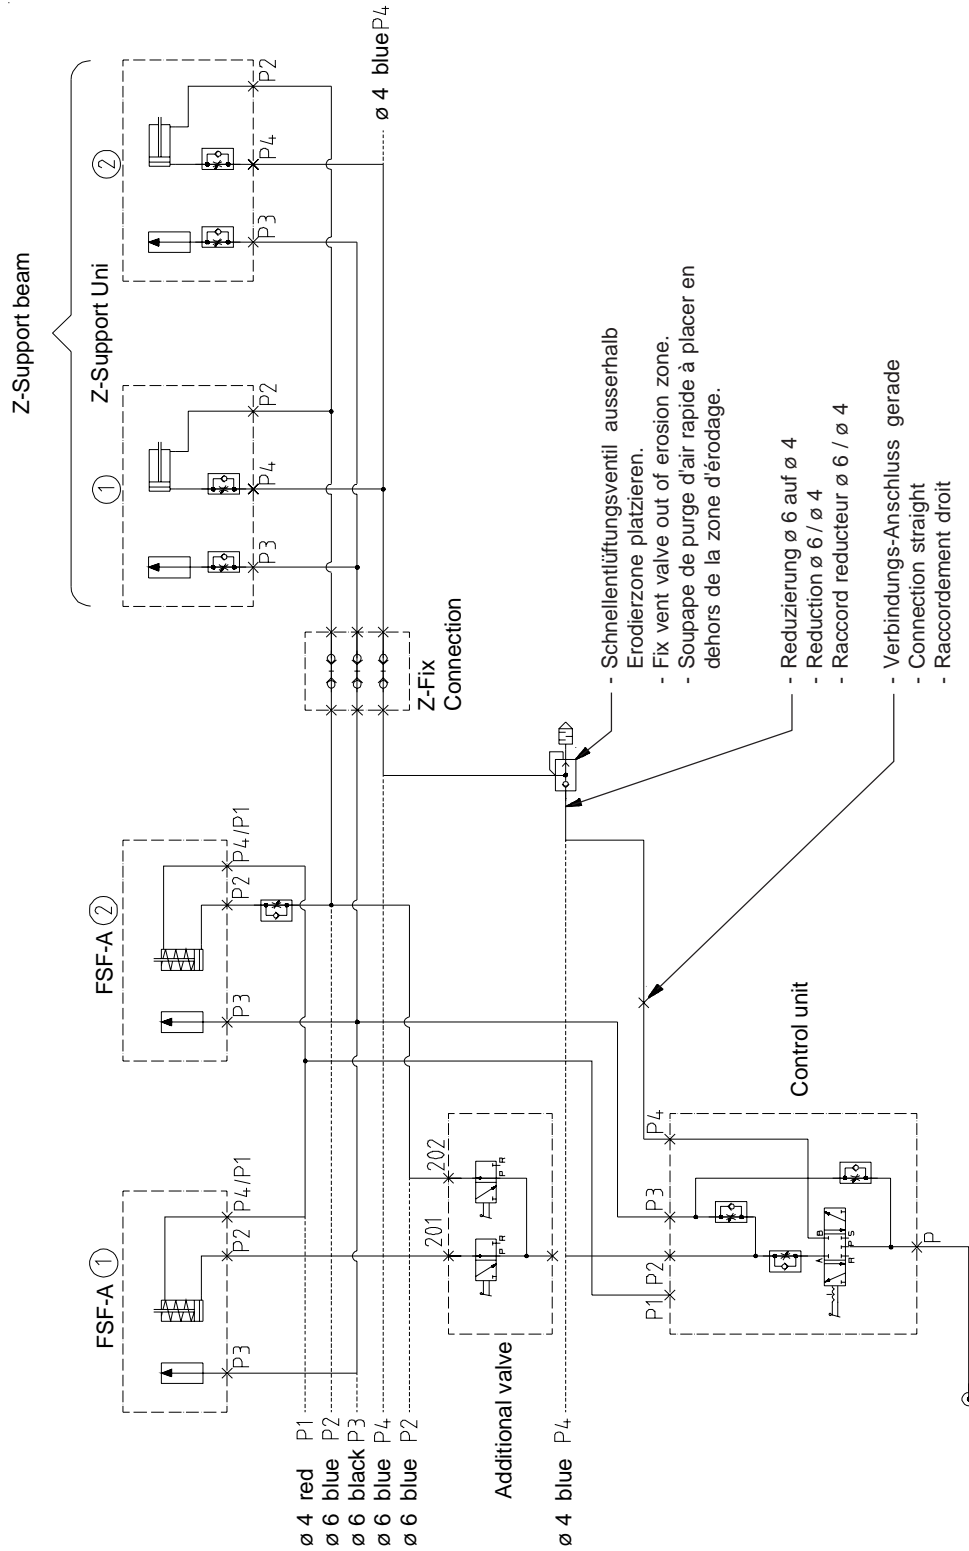 Z-Support beam
Z-Support Uni
1
2
P3
P4
P2
P3
P4
P2
ø 4 blue P4
FSF-A 1
P3
P2
P4/P1
FSF-A 2
P3
P2
P4/P1
Z-Fix
Connection
ø 4 red P1
ø 6 blue P2
ø 6 black P3
ø 6 blue P4
ø 6 blue P2
Additional valve
201
202
P R
P R
ø 4 blue P4
Control unit
P1
P2
P3
P4
A B
R P S
P
- Schnellentlüftungsventil ausserhalb
Erodierzone platzieren.
- Fix vent valve out of erosion zone.
- Soupape de purge d'air rapide à placer en
dehors de la zone d'érodage.
- Reduzierung ø 6 auf ø 4
- Reduction ø 6 / ø 4
- Raccord reducteur ø 6 / ø 4
- Verbindungs-Anschluss gerade
- Connection straight
- Raccordement droit